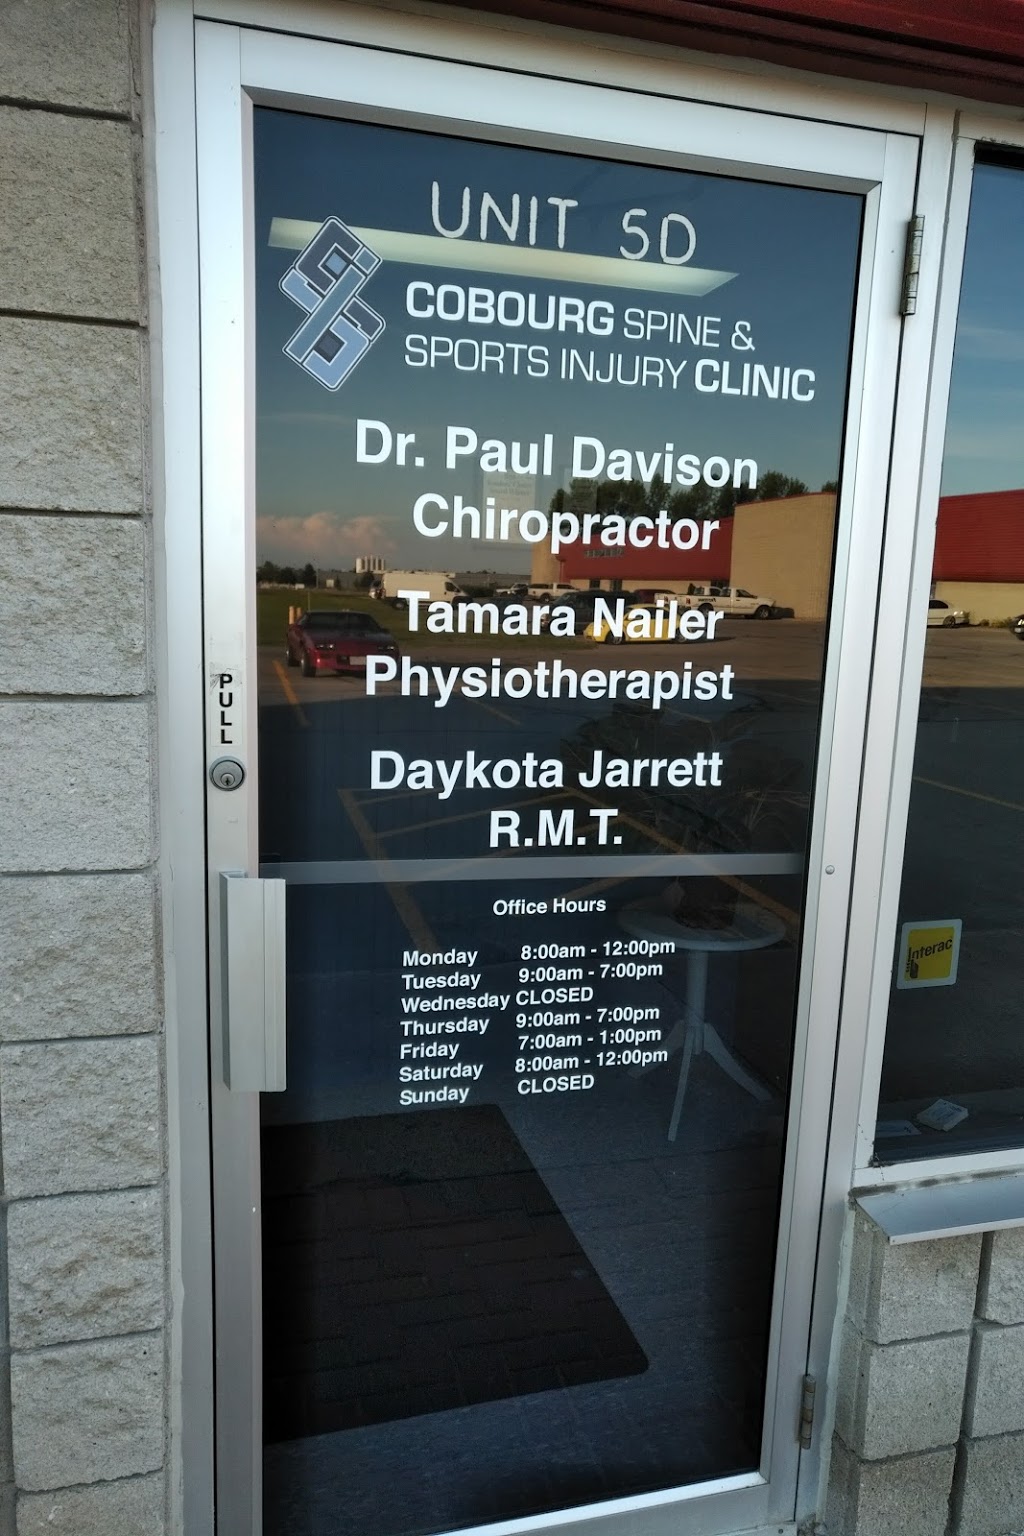 UNIT 5D
COBOURG SPINE &
SPORTS INJURY CLINIC
Dr. Paul Davison
Chiropractor
Tamara Nailer
Physiotherapist
PULL
Daykota Jarrett
R.M.T.
Office Hours
Monday 8:00am - 12:00pm
Tuesday 9:00am - 7:00pm
Wednesday CLOSED
Thursday 9:00am - 7:00pm
Friday 7:00am - 1:00pm
Saturday 8:00am - 12:00pm
Sunday CLOSED
Interac